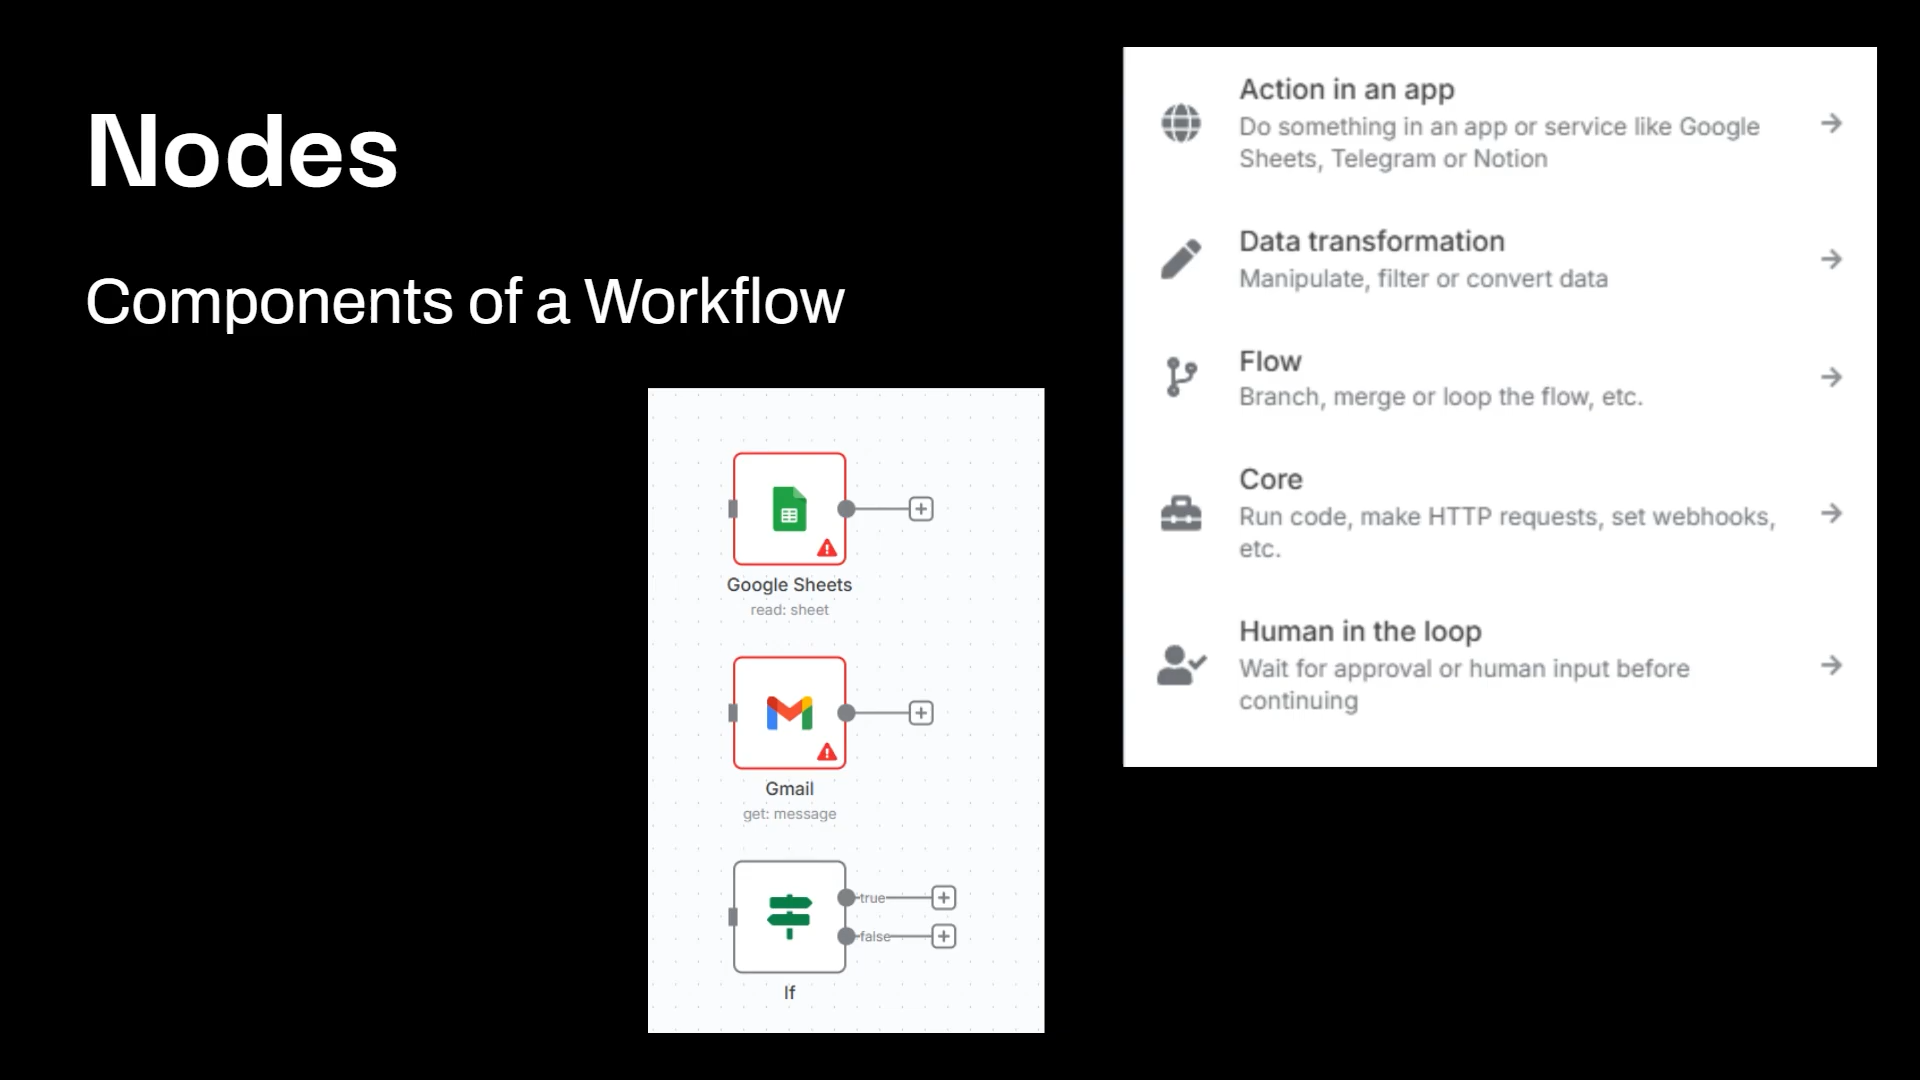 Nodes
Components of a Workflow
Google Sheets
read: sheet
Gmail
get: message
true
false
If
Action in an app
Do something in an app or service like Google
Sheets, Telegram or Notion
Data transformation
Manipulate, filter or convert data
Flow
Branch, merge or loop the flow, etc.
Core
Run code, make HTTP requests, set webhooks,
etc.
Human in the loop
Wait for approval or human input before
continuing